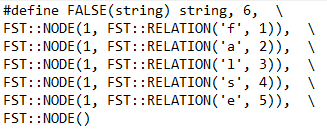 #define FALSE(string) string, 6,  \
FST::NODE(1, FST::RELATION('f', 1)),  \
FST::NODE(1, FST::RELATION('a', 2)),  \
FST::NODE(1, FST::RELATION('l', 3)),  \
FST::NODE(1, FST::RELATION('s', 4)),  \
FST::NODE(1, FST::RELATION('e', 5)),  \
FST::NODE()